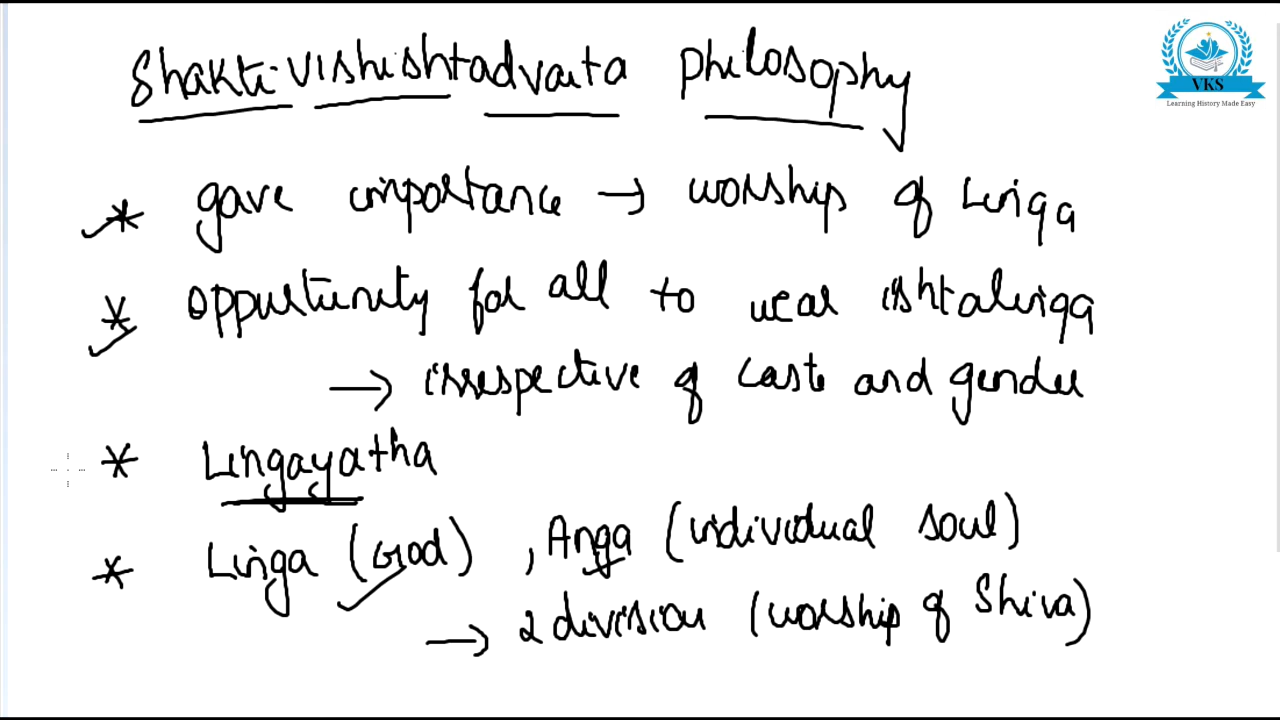 Shakti vishishtadvaita philosophy
VKS
Learning History Made Easy
* gave importance → worship of Linga
* oppurtunity for all to wear ishtalinga
→ irrespective of caste and gender
* Lingayatha
* Linga (God) , Anga (individual soul)
→ 2 division (worship of Shiva)